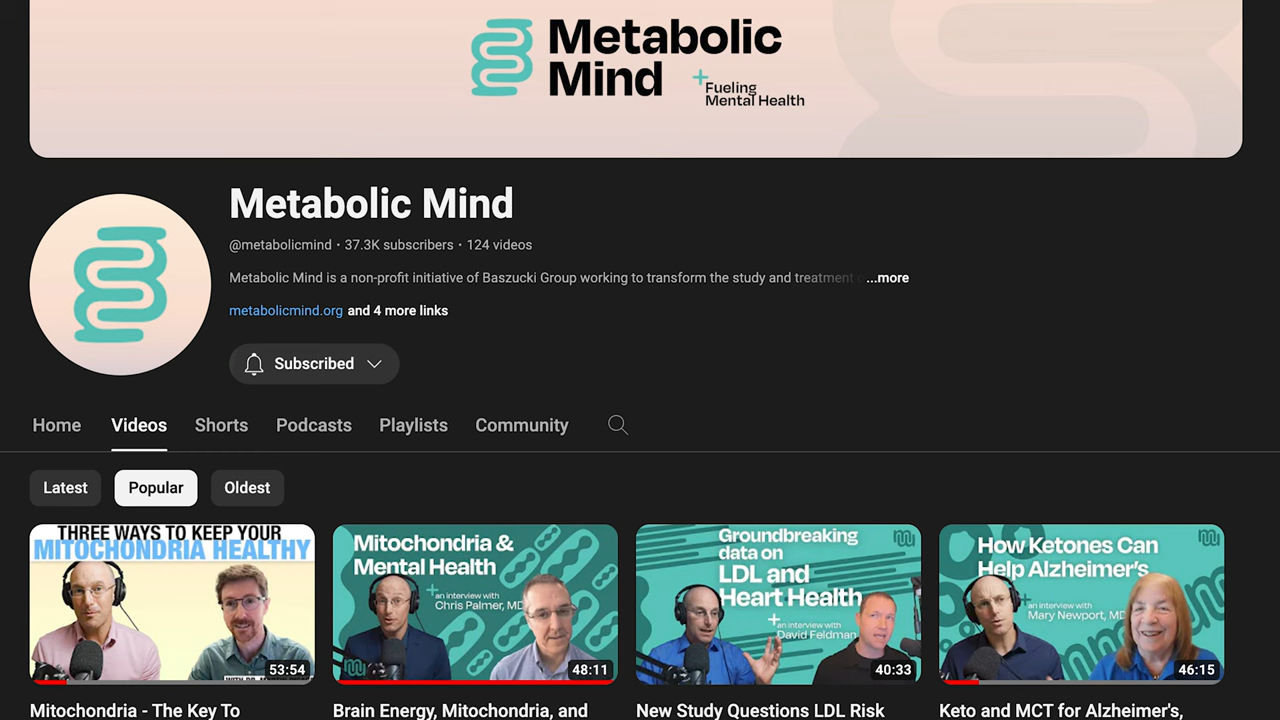 Metabolic
Mind
+ Fueling
Mental Health
Metabolic Mind
@metabolicmind · 37.3K subscribers · 124 videos
Metabolic Mind is a non-profit initiative of Baszucki Group working to transform the study and treatment ...more
metabolicmind.org and 4 more links
Subscribed
Home Videos Shorts Podcasts Playlists Community
Latest Popular Oldest
THREE WAYS TO KEEP YOUR
MITOCHONDRIA HEALTHY
53:54
Mitochondria &
Mental Health
+ an interview with
Chris Palmer, MD
48:11
Groundbreaking
data on
LDL and
Heart Health
+ an interview with
David Feldman
40:33
How Ketones Can
Help Alzheimer's
+ an interview with
Mary Newport, MD
46:15
Mitochondria - The Key To
Brain Energy, Mitochondria, and
New Study Questions LDL Risk
Keto and MCT for Alzheimer's,